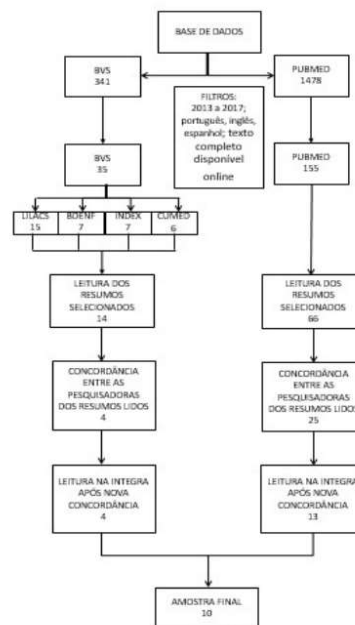 BASE DE DADOS
BVS
341
PUBMED
1478
FILTROS:
2013 a 2017;
português, inglês,
espanhol; texto
completo
disponível
online
BVS
35
PUBMED
155
LILACS
15
BDENF
7
INDEX
7
CUMED
6
LEITURA DOS
RESUMOS
SELECIONADOS
14
LEITURA DOS
RESUMOS
SELECIONADOS
66
CONCORDÂNCIA
ENTRE AS
PESQUISADORAS
DOS RESUMOS LIDOS
4
CONCORDÂNCIA
ENTRE AS
PESQUISADORAS
DOS RESUMOS LIDOS
25
LEITURA NA INTEGRA
APÓS NOVA
CONCORDÂNCIA
4
LEITURA NA INTEGRA
APÓS NOVA
CONCORDÂNCIA
13
AMOSTRA FINAL
10